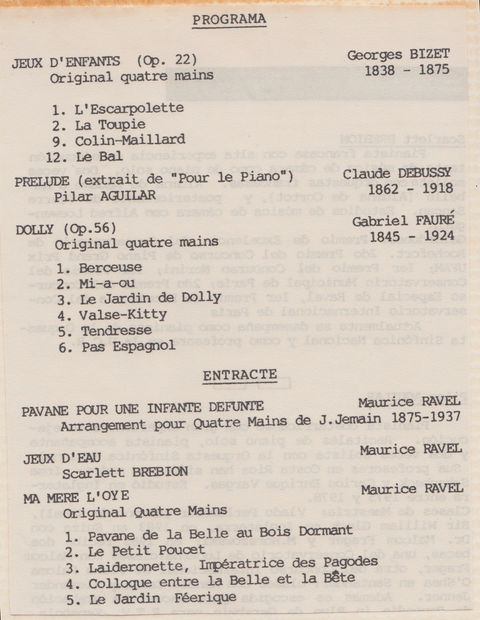 PROGRAMA
JEUX D'ENFANTS (Op. 22) Georges BIZET
Original quatre mains 1838 - 1875
1. L'Escarpolette
2. La Toupie
9. Colin-Maillard
12. Le Bal
PRELUDE (extrait de "Pour le Piano") Claude DEBUSSY
Pilar AGUILAR 1862 - 1918
DOLLY (Op.56) Gabriel FAURÉ
Original quatre mains 1845 - 1924
1. Berceuse
2. Mi-a-ou
3. Le Jardin de Dolly
4. Valse-Kitty
5. Tendresse
6. Pas Espagnol
ENTRACTE
PAVANE POUR UNE INFANTE DEFUNTE Maurice RAVEL
Arrangement pour Quatre Mains de J.Jemain 1875-1937
JEUX D'EAU Maurice RAVEL
Scarlett BREBION
MA MERE L'OYE Maurice RAVEL
Original Quatre Mains
1. Pavane de la Belle au Bois Dormant
2. Le Petit Poucet
3. Laideronette, Impératrice des Pagodes
4. Colloque entre la Belle et la Bête
5. Le Jardin Féerique